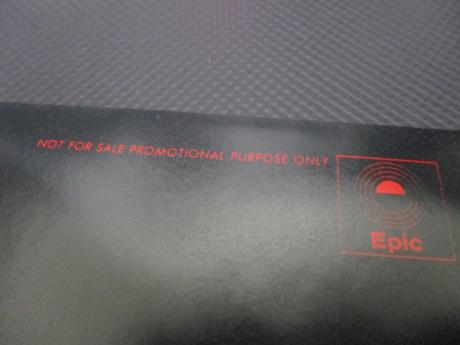 NOT FOR SALE PROMOTIONAL PURPOSE ONLY
Epic